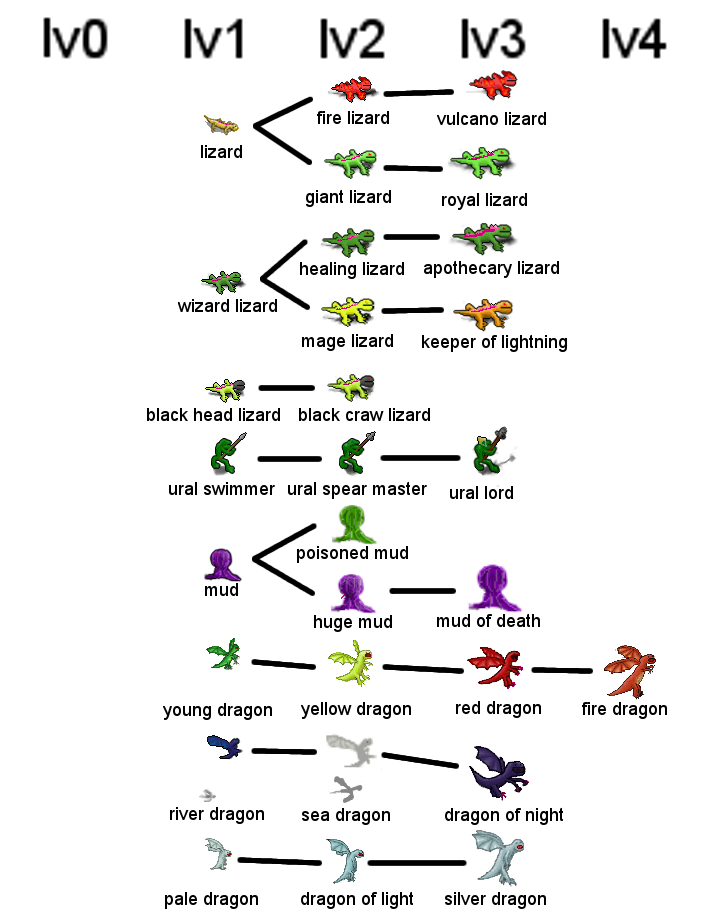 lv0 lv1 lv2 lv3 lv4
fire lizard vulcano lizard
lizard
giant lizard royal lizard
healing lizard apothecary lizard
wizard lizard
mage lizard keeper of lightning
black head lizard black craw lizard
ural swimmer ural spear master ural lord
poisoned mud
mud
huge mud mud of death
young dragon yellow dragon red dragon fire dragon
river dragon sea dragon dragon of night
pale dragon dragon of light silver dragon